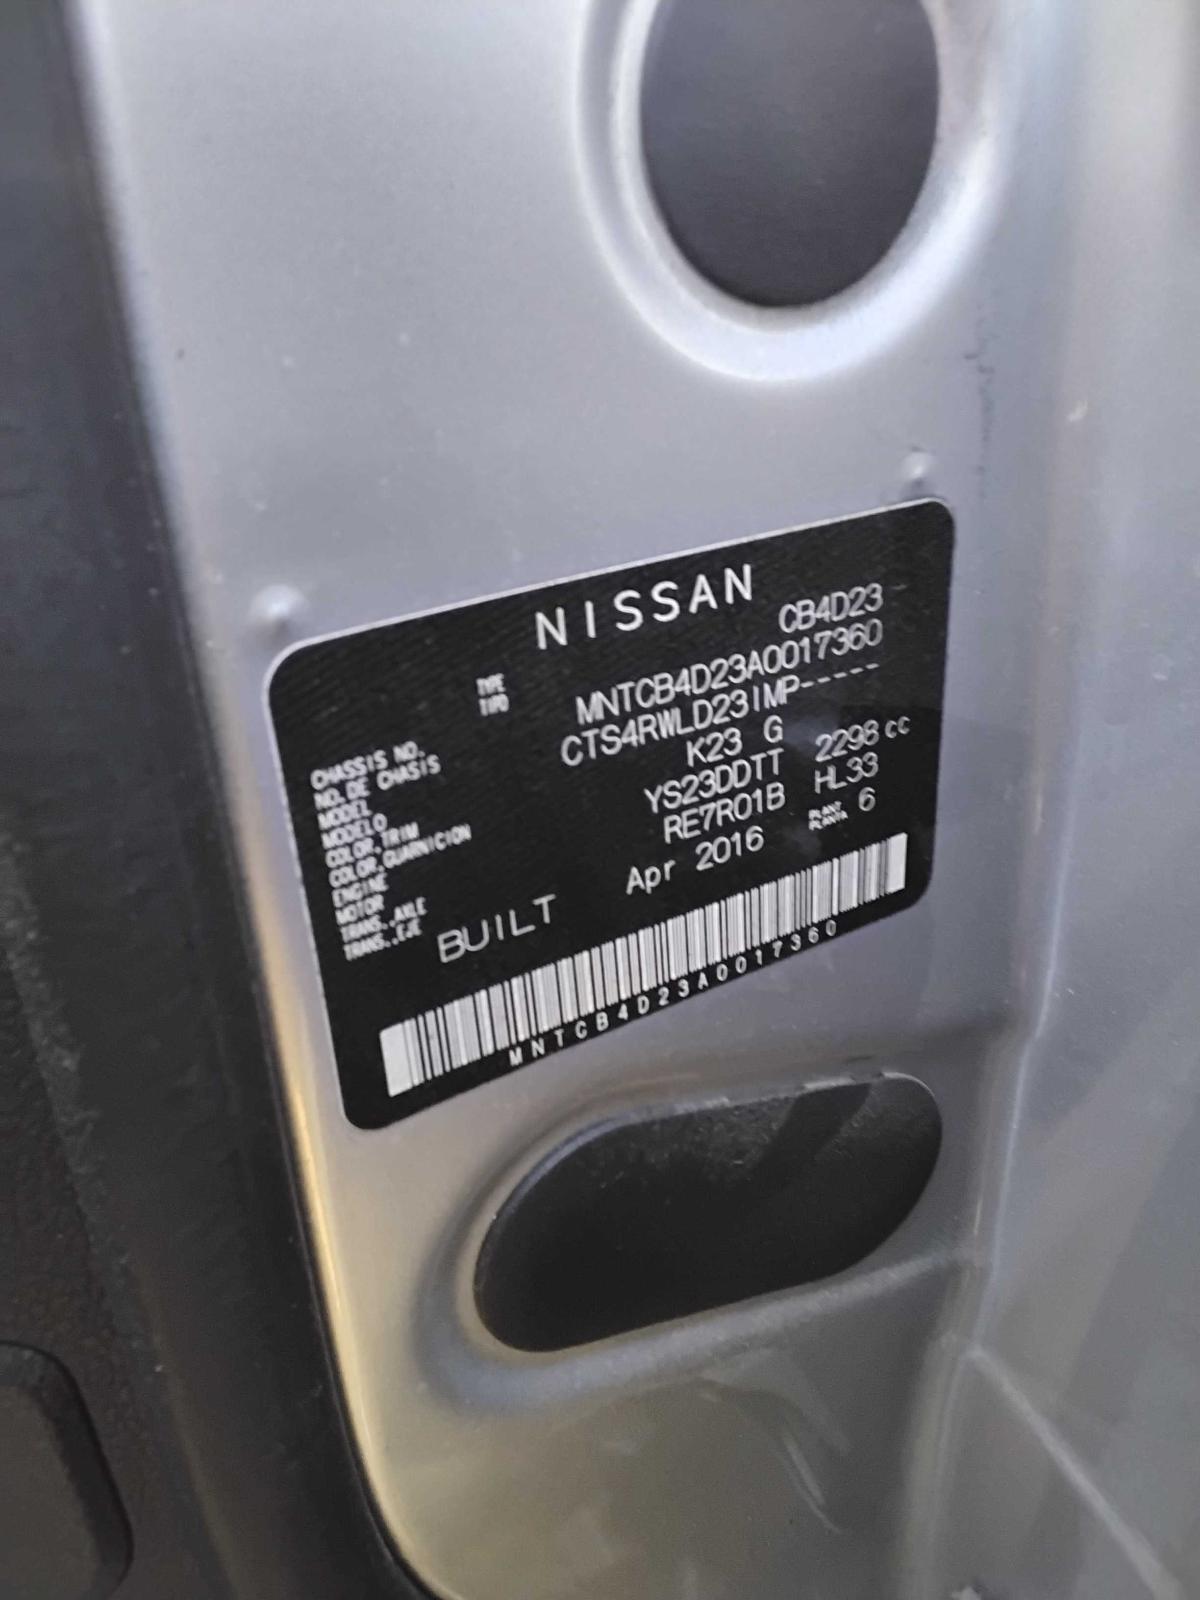 NISSAN
TYPE CB4D23
TIPO
CHASSIS NO. MNTCB4D23A0017360
NO. DE CHASIS
MODEL CTS4RWLD23IMP-----
MODELO
COLOR, TRIM K23 G
COLOR, GUARNICION
ENGINE YS23DDTT 2298 cc
MOTOR
TRANS., AXLE RE7R01B HL33
TRANS., EJE
BUILT Apr 2016 PLANT 6
PLANTA
MNTCB4D23A0017360